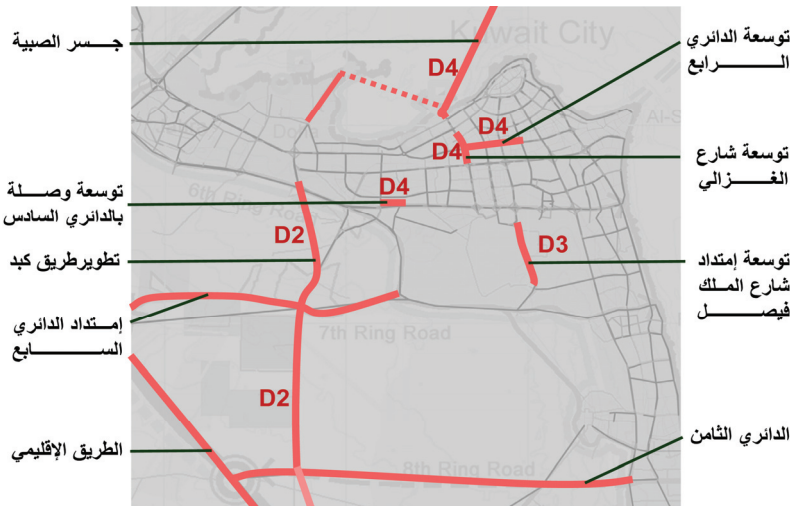 جسر الصبية
توسعة وصلة
بالدائري السادس
تطويرطريق كبد
إمتداد الدائري
السابع
الطريق الإقليمي
Kuwait City
D4
D4
D4
D4
Doha
6th Ring Road
D2
D3
7th Ring Road
D2
8th Ring Road
توسعة الدائري
الرابع
توسعة شارع
الغزالي
توسعة إمتداد
شارع الملك
فيصل
الدائري الثامن